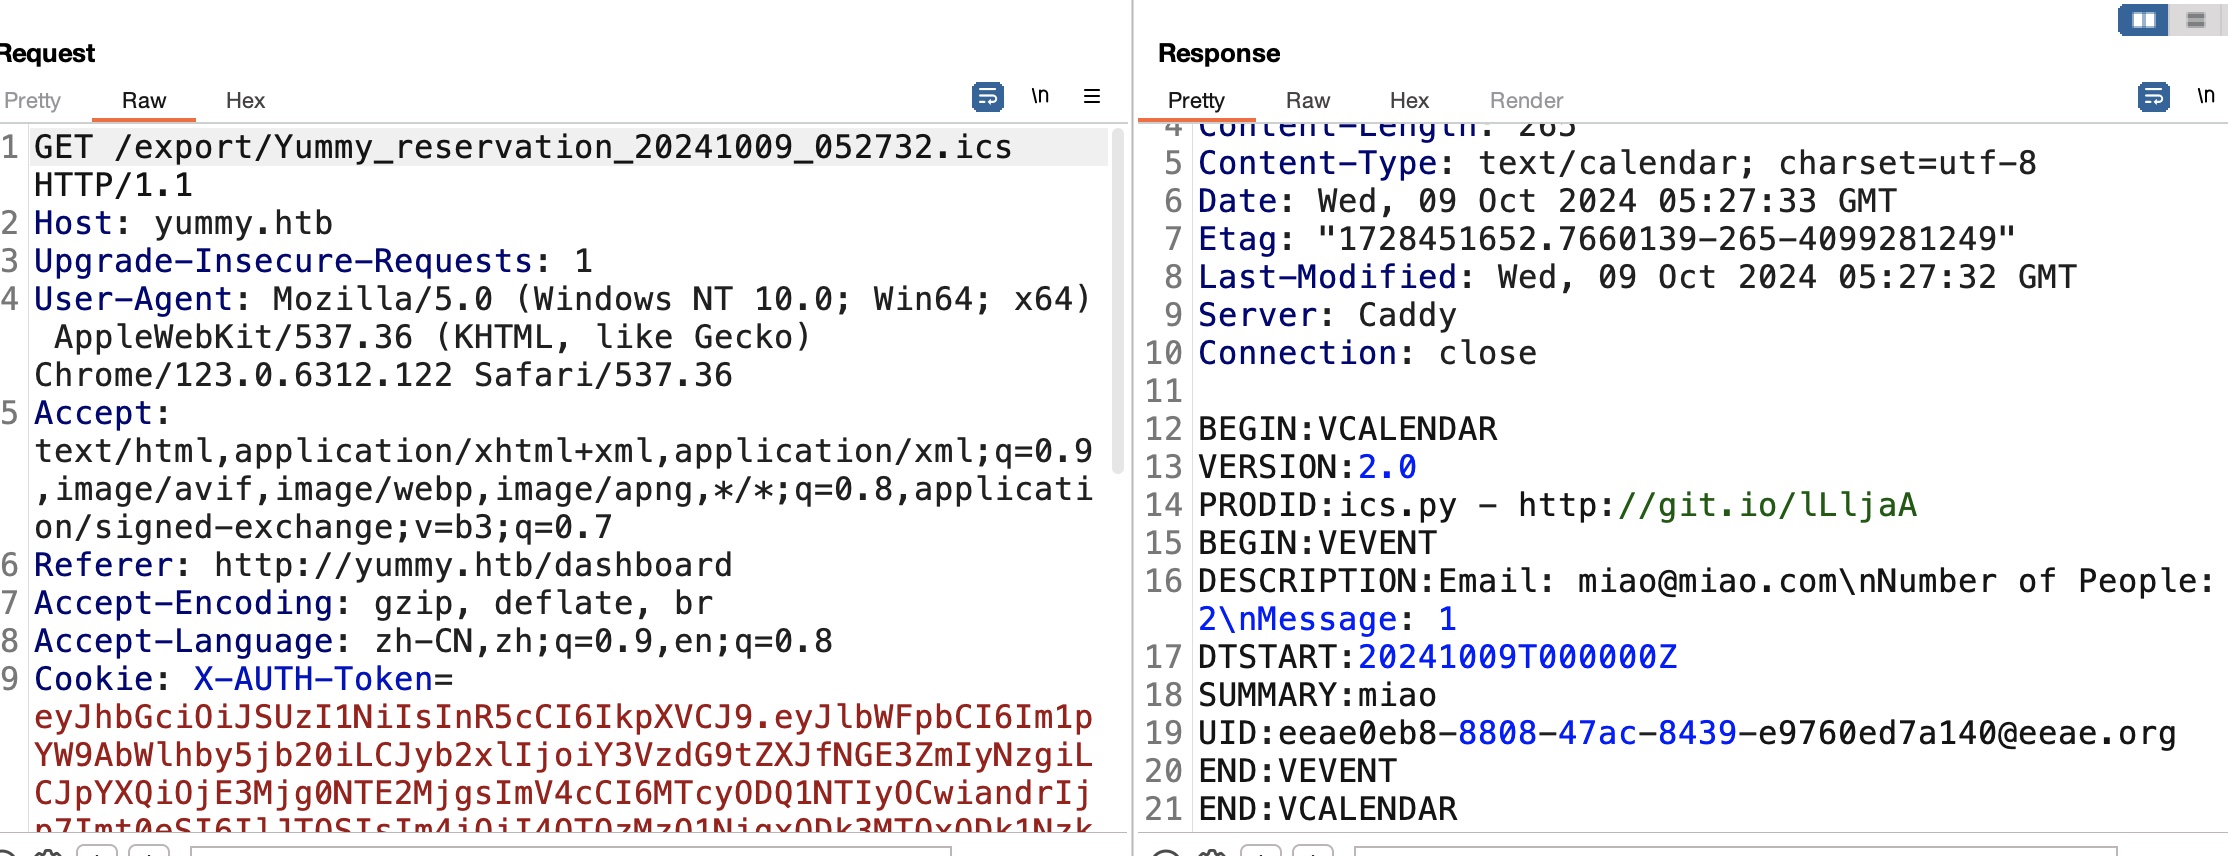 Request
Pretty Raw Hex \n
1 GET /export/Yummy_reservation_20241009_052732.ics
HTTP/1.1
2 Host: yummy.htb
3 Upgrade-Insecure-Requests: 1
4 User-Agent: Mozilla/5.0 (Windows NT 10.0; Win64; x64)
AppleWebKit/537.36 (KHTML, like Gecko)
Chrome/123.0.6312.122 Safari/537.36
5 Accept:
text/html,application/xhtml+xml,application/xml;q=0.9
,image/avif,image/webp,image/apng,*/*;q=0.8,applicati
on/signed-exchange;v=b3;q=0.7
6 Referer: http://yummy.htb/dashboard
7 Accept-Encoding: gzip, deflate, br
8 Accept-Language: zh-CN,zh;q=0.9,en;q=0.8
9 Cookie: X-AUTH-Token=
eyJhbGciOiJSUzI1NiIsInR5cCI6IkpXVCJ9.eyJlbWFpbCI6Im1p
YW9AbWlhby5jb20iLCJyb2xlIjoiY3VzdG9tZXJfNGE3ZmIyNzgiL
CJpYXQiOjE3Mjg0NTE2MjgsImV4cCI6MTcyODQ1NTIyOCwiandrIj
Response
Pretty Raw Hex Render \n
4 Content-Length: 265
5 Content-Type: text/calendar; charset=utf-8
6 Date: Wed, 09 Oct 2024 05:27:33 GMT
7 Etag: "1728451652.7660139-265-4099281249"
8 Last-Modified: Wed, 09 Oct 2024 05:27:32 GMT
9 Server: Caddy
10 Connection: close
11
12 BEGIN:VCALENDAR
13 VERSION:2.0
14 PRODID:ics.py - http://git.io/lLljaA
15 BEGIN:VEVENT
16 DESCRIPTION:Email: miao@miao.com\nNumber of People:
2\nMessage: 1
17 DTSTART:20241009T000000Z
18 SUMMARY:miao
19 UID:eeae0eb8-8808-47ac-8439-e9760ed7a140@eeae.org
20 END:VEVENT
21 END:VCALENDAR